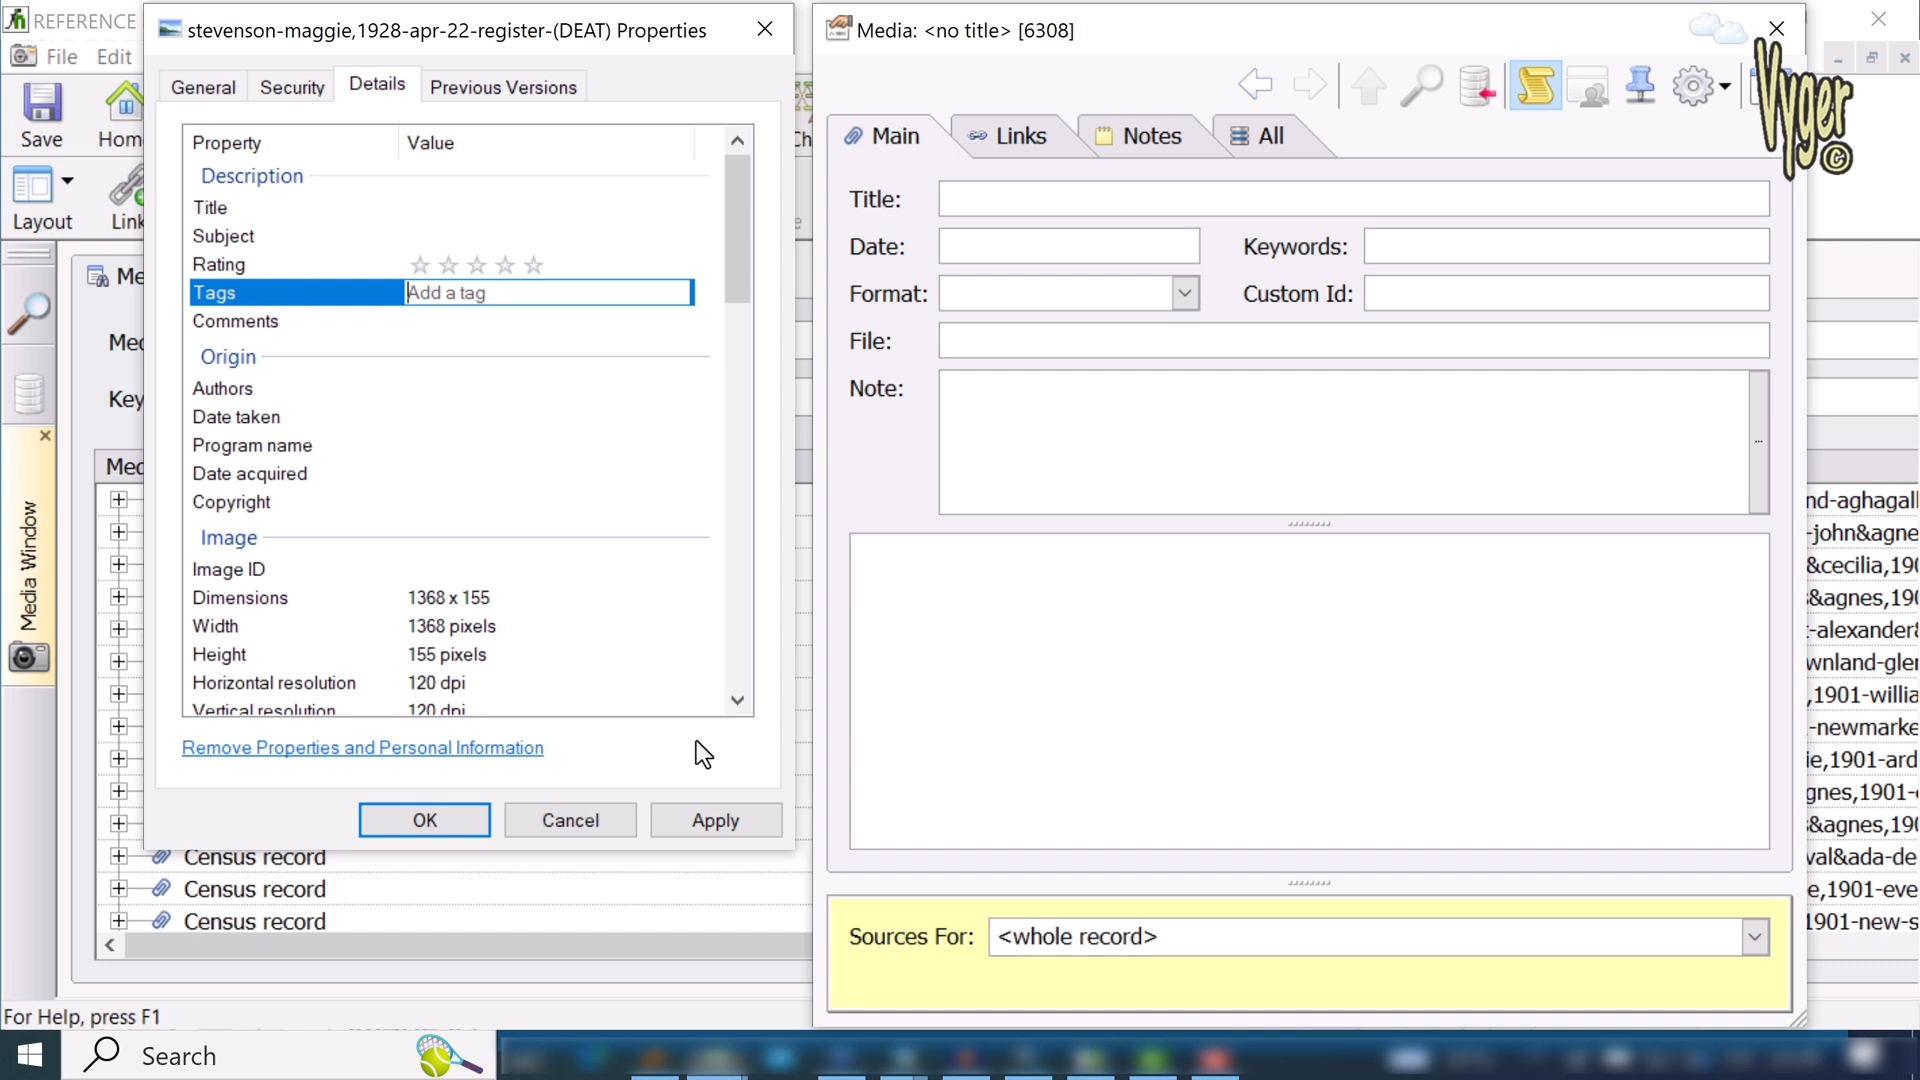 REFERENCE
File Edit
Save Home
Layout Link
stevenson-maggie,1928-apr-22-register-(DEAT) Properties
General Security Details Previous Versions
Property Value
Description
Title
Subject
Rating
Tags Add a tag
Comments
Origin
Authors
Date taken
Program name
Date acquired
Copyright
Image
Image ID
Dimensions 1368 x 155
Width 1368 pixels
Height 155 pixels
Horizontal resolution 120 dpi
Vertical resolution 120 dpi
Remove Properties and Personal Information
OK Cancel Apply
Me
Med
Key
Med
Media Window
Census record
Census record
Census record
Media: <no title> [6308]
Vyger ©
Main Links Notes All
Title:
Date: Keywords:
Format: Custom Id:
File:
Note:
...
Sources For: <whole record>
nd-aghagall
-john&agne
&cecilia,190
s&agnes,190
t-alexander&
wnland-gler
,1901-willia
-newmarke
ie,1901-ard
gnes,1901-
s&agnes,190
val&ada-de
e,1901-eve
1901-new-s
For Help, press F1
Search